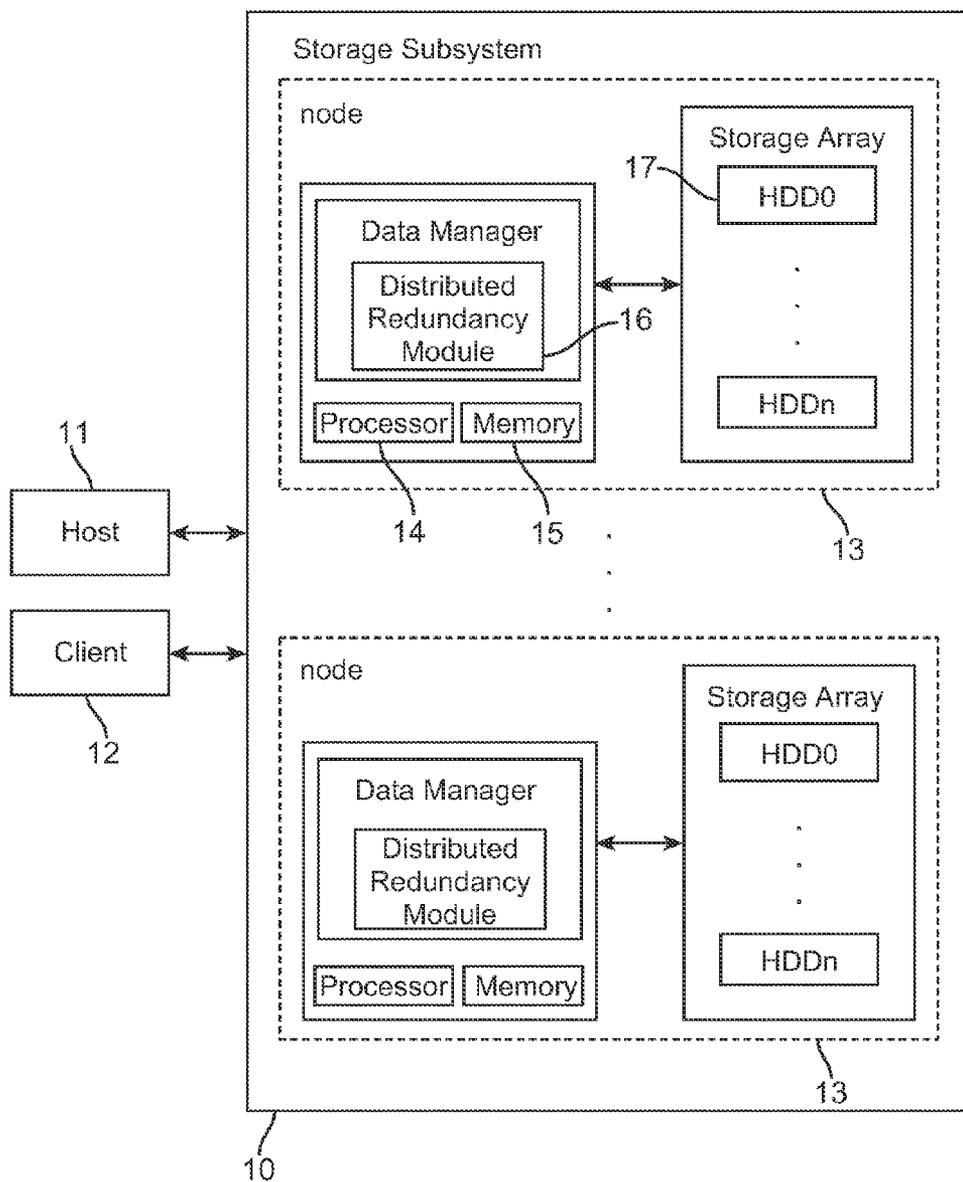 Storage Subsystem
node
Storage Array
17
HDD0
Data Manager
Distributed
Redundancy
Module
16
HDDn
Processor
Memory
11
14
15
13
Host
Client
12
node
Storage Array
HDD0
Data Manager
Distributed
Redundancy
Module
HDDn
Processor
Memory
13
10